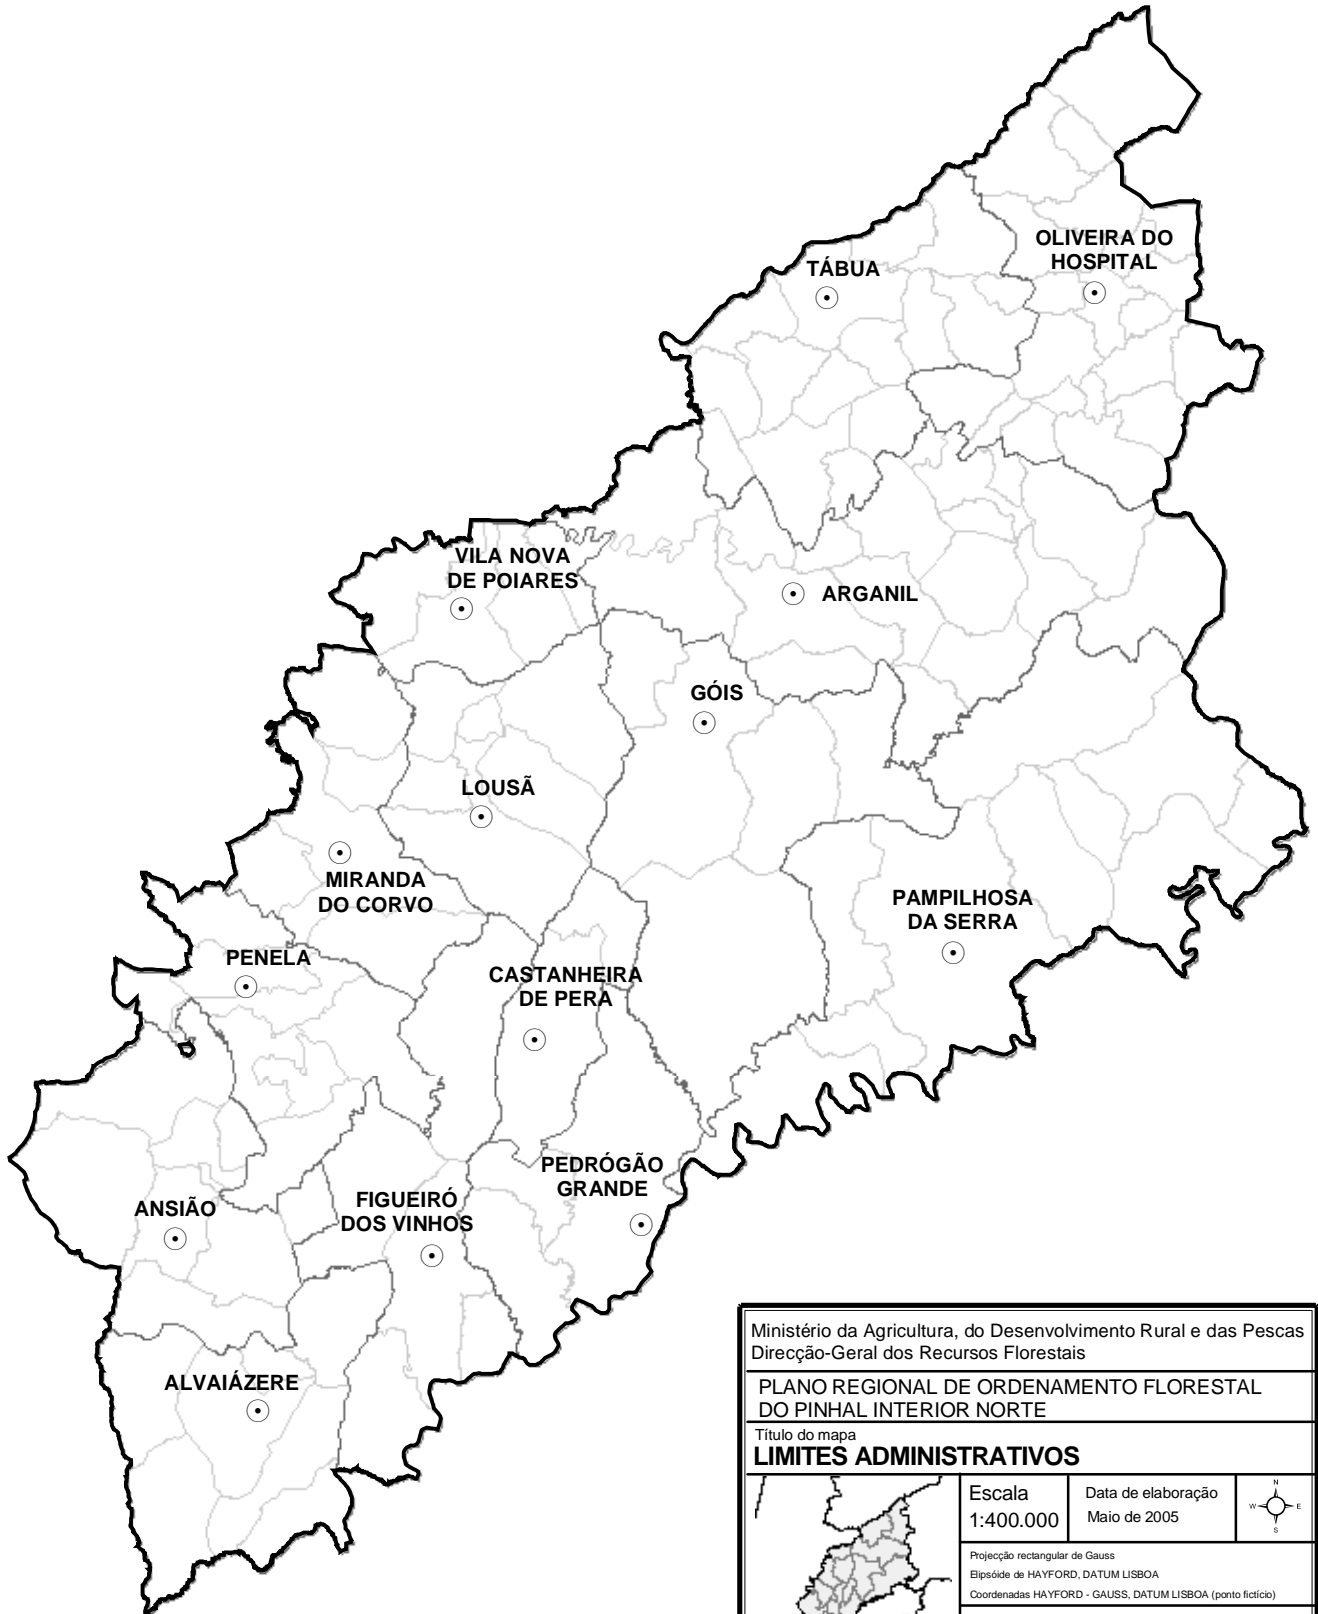 OLIVEIRA DO
HOSPITAL
TÁBUA
VILA NOVA
DE POIARES
ARGANIL
GÓIS
LOUSÃ
MIRANDA
DO CORVO
PAMPILHOSA
DA SERRA
PENELA
CASTANHEIRA
DE PERA
PEDRÓGÃO
GRANDE
ANSIÃO
FIGUEIRÓ
DOS VINHOS
ALVAIÁZERE
Ministério da Agricultura, do Desenvolvimento Rural e das Pescas
Direcção-Geral dos Recursos Florestais
PLANO REGIONAL DE ORDENAMENTO FLORESTAL
DO PINHAL INTERIOR NORTE
Título do mapa
LIMITES ADMINISTRATIVOS
Escala
1:400.000
Data de elaboração
Maio de 2005
N
W E
S
Projecção rectangular de Gauss
Elipsóide de HAYFORD, DATUM LISBOA
Coordenadas HAYFORD - GAUSS, DATUM LISBOA (ponto fictício)